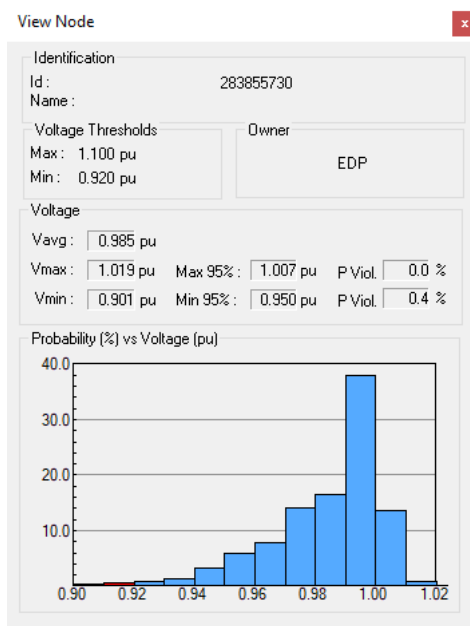 View Node
x
Identification
Id : 283855730
Name :
Voltage Thresholds
Max : 1.100 pu
Min : 0.920 pu
Owner
EDP
Voltage
Vavg : 0.985 pu
Vmax : 1.019 pu Max 95% : 1.007 pu P Viol. 0.0 %
Vmin : 0.901 pu Min 95% : 0.950 pu P Viol. 0.4 %
Probability (%) vs Voltage (pu)
40.0
30.0
20.0
10.0
0.90 0.92 0.94 0.96 0.98 1.00 1.02